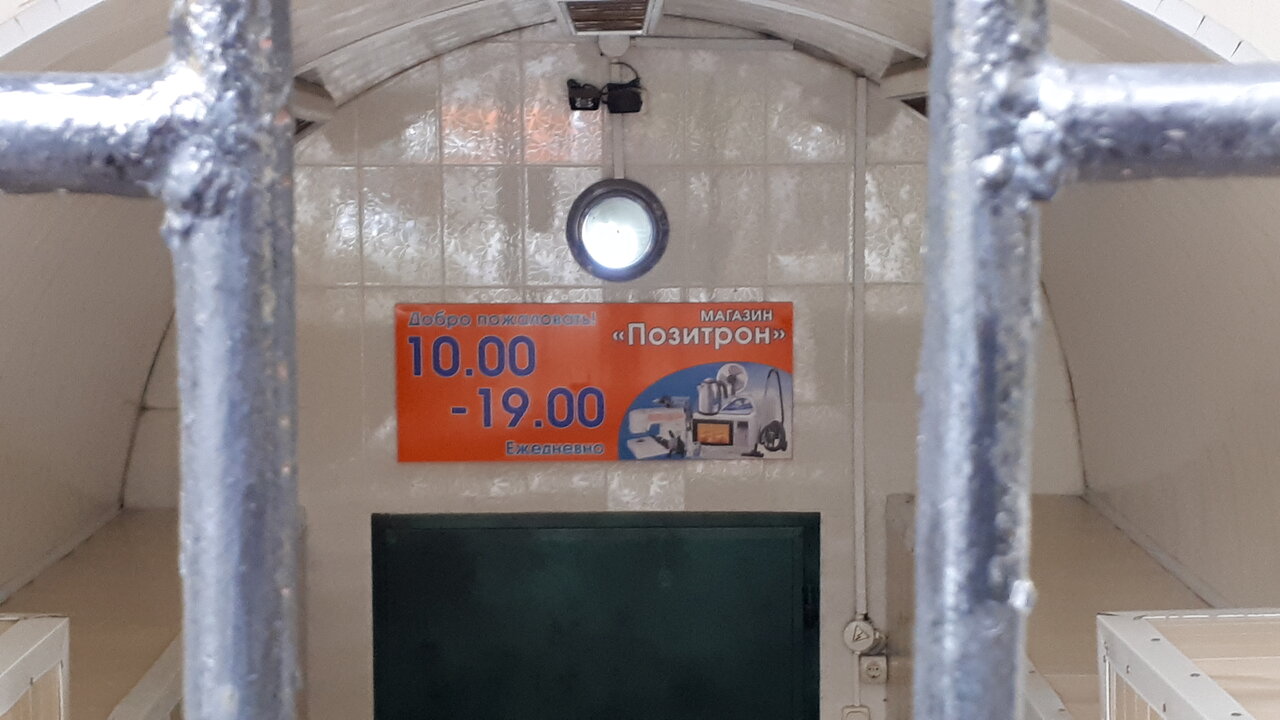 Добро пожаловать!
10.00
-19.00
Ежедневно
МАГАЗИН
«Позитрон»